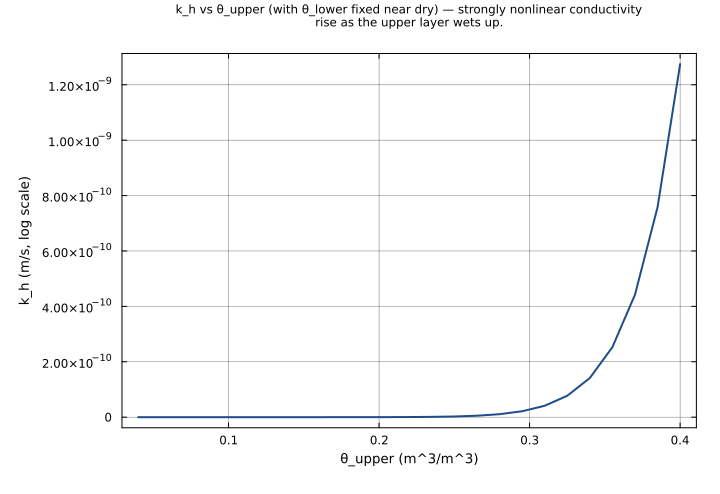 k_h vs θ_upper (with θ_lower fixed near dry) — strongly nonlinear conductivity
rise as the upper layer wets up.
k_h (m/s, log scale)
1.20×10⁻⁹
1.00×10⁻⁹
8.00×10⁻¹⁰
6.00×10⁻¹⁰
4.00×10⁻¹⁰
2.00×10⁻¹⁰
0
0.1 0.2 0.3 0.4
θ_upper (m^3/m^3)